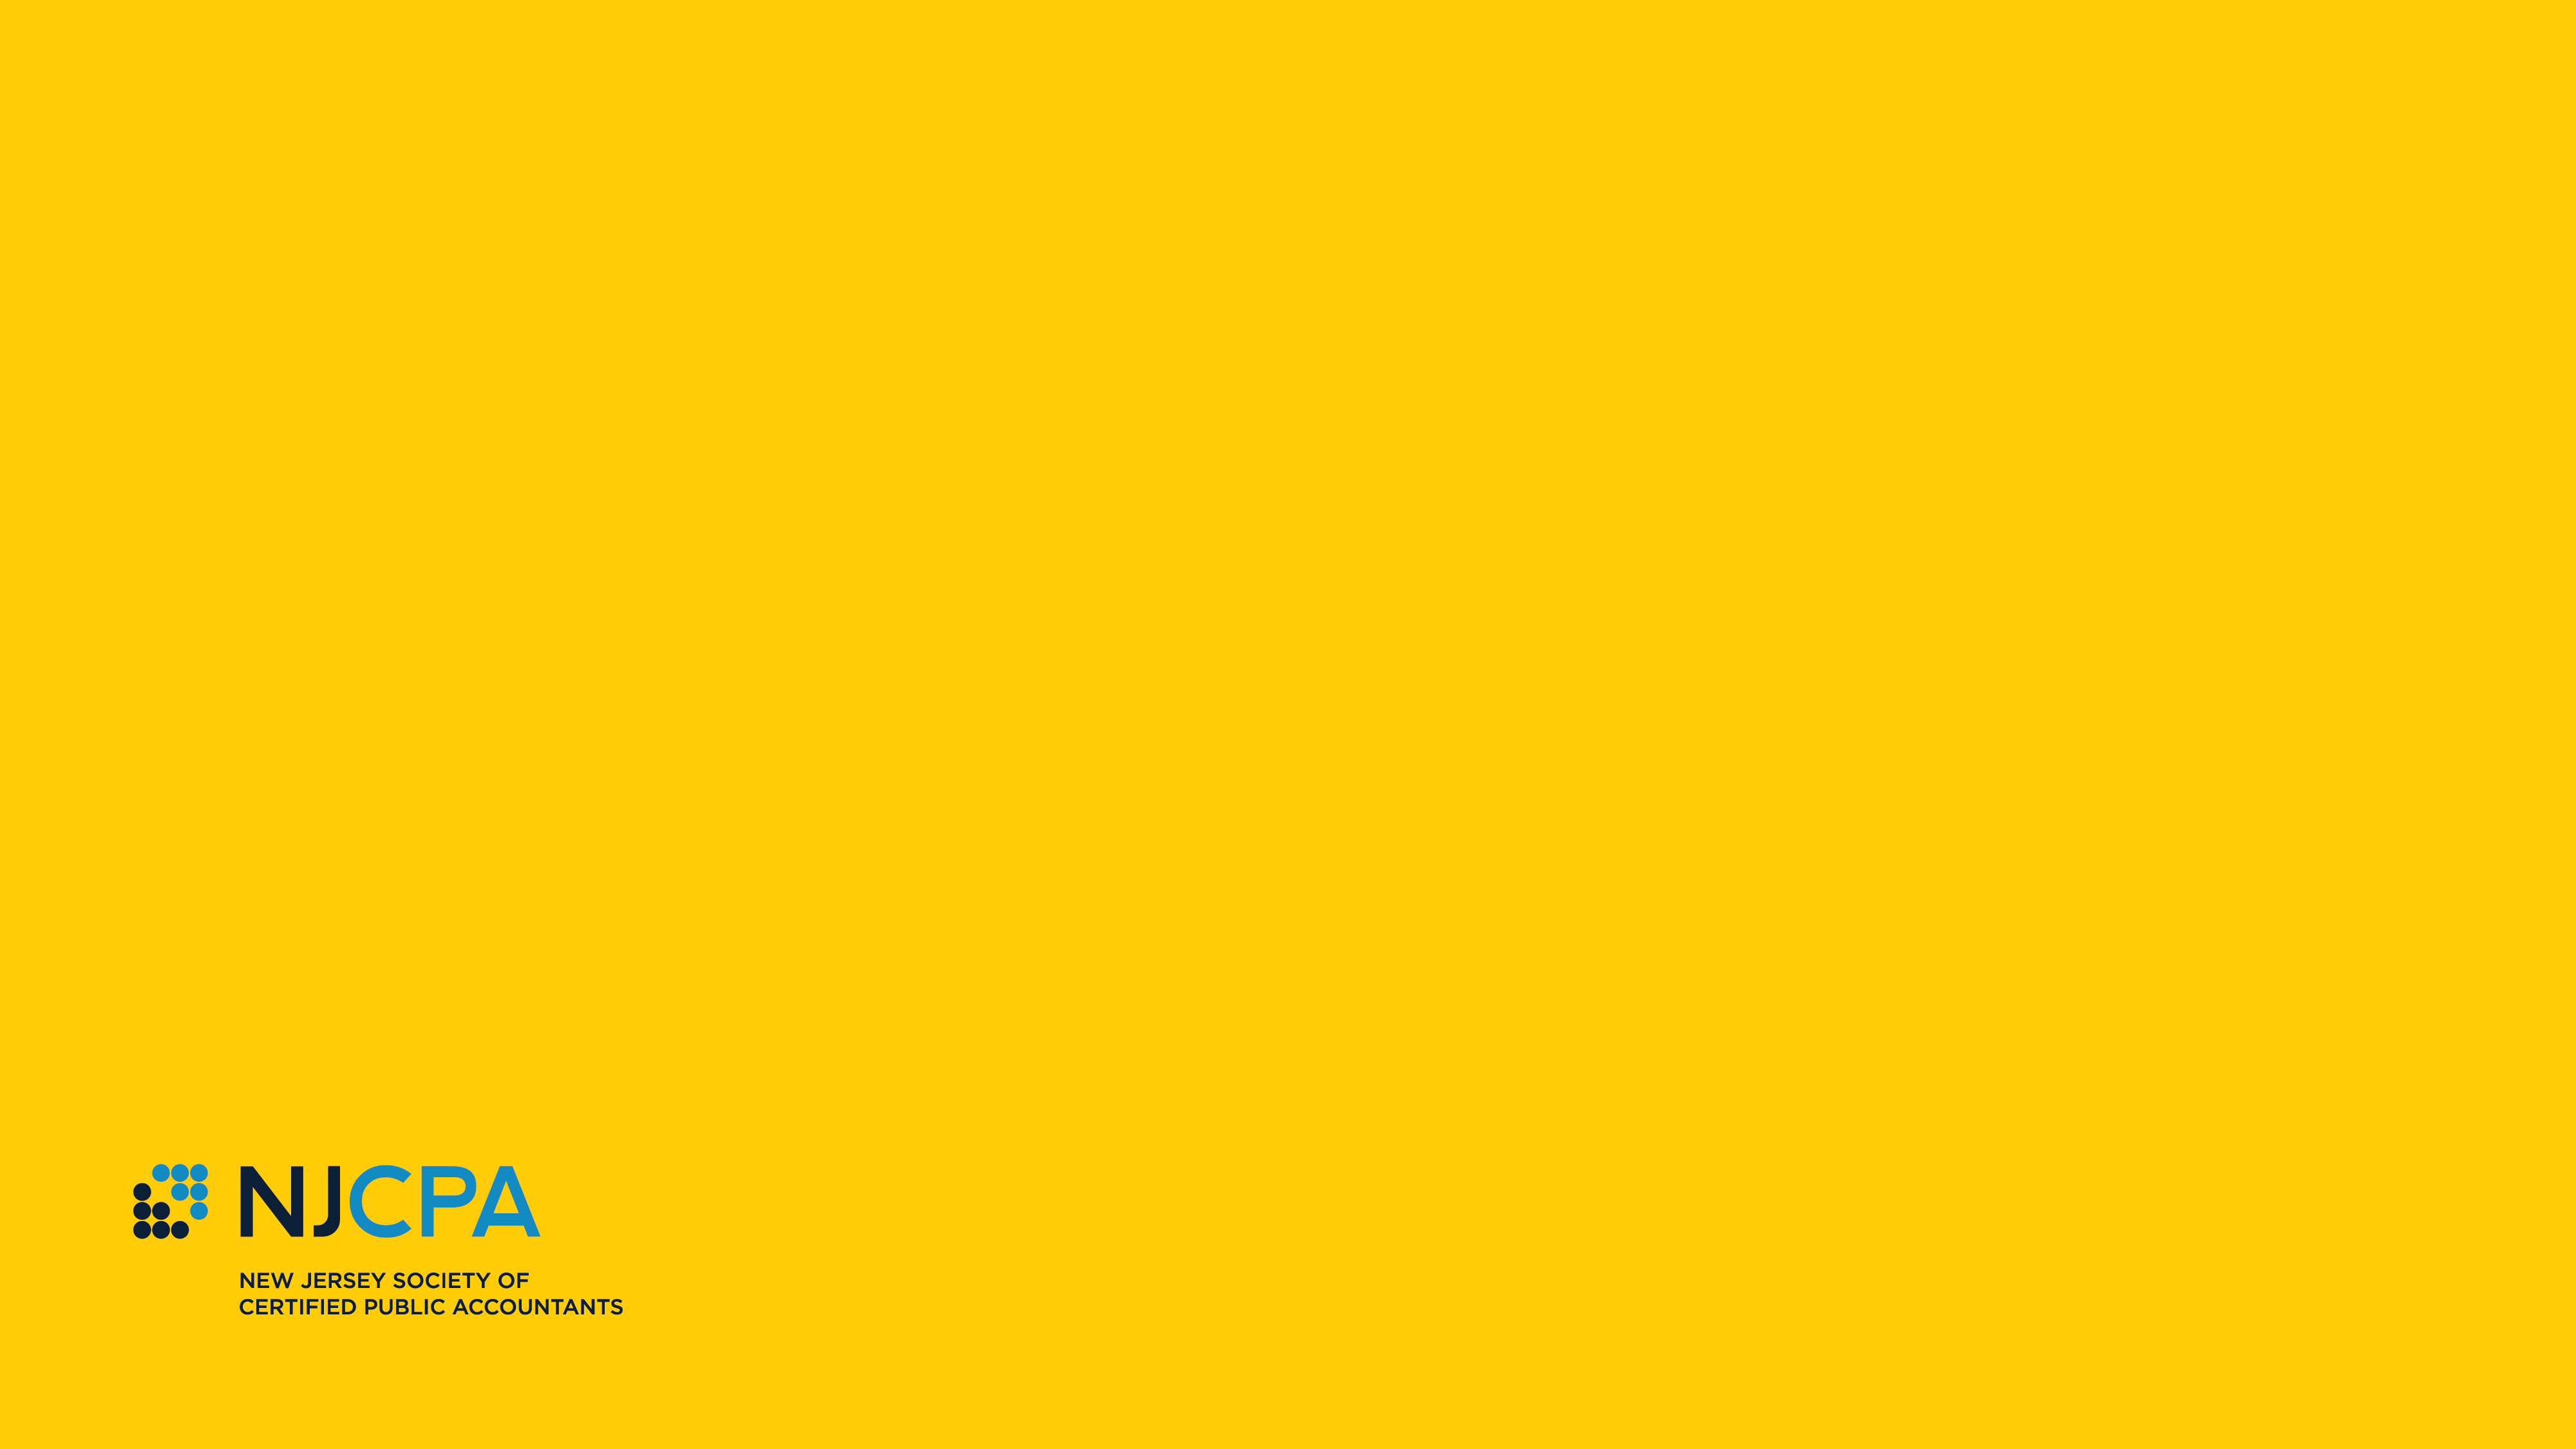 NJCPA
NEW JERSEY SOCIETY OF
CERTIFIED PUBLIC ACCOUNTANTS